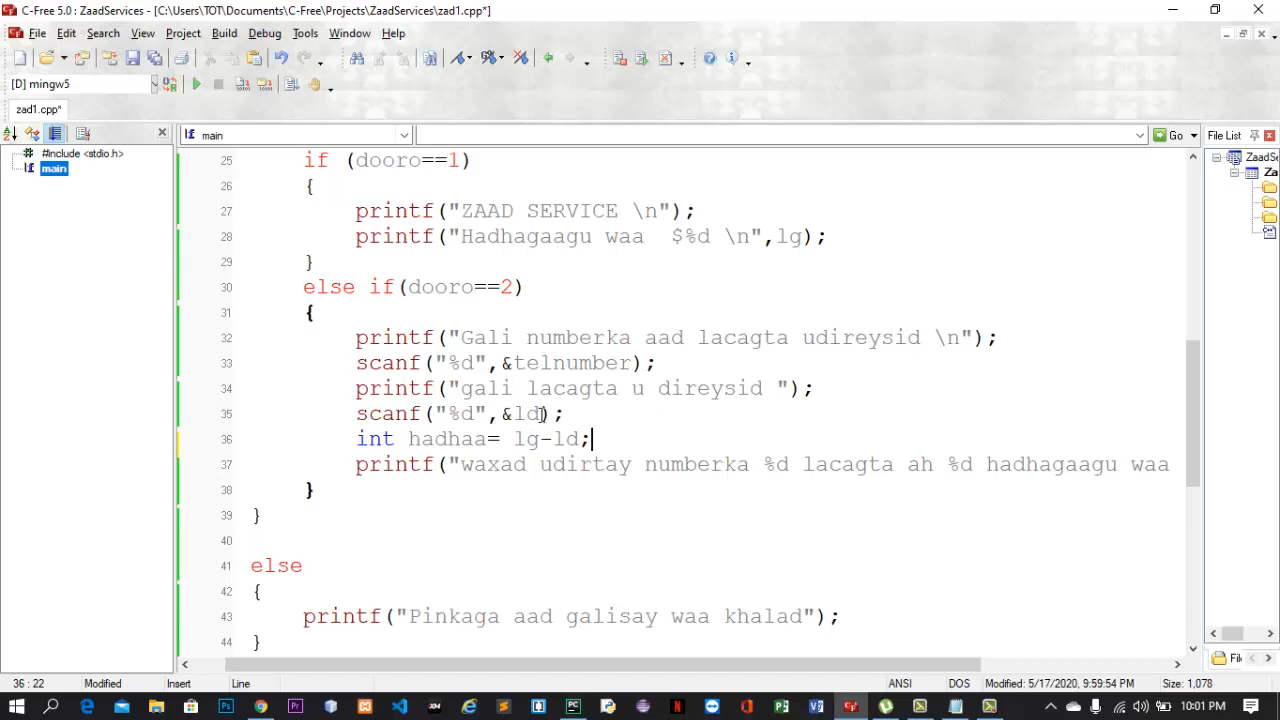 C-Free 5.0 : ZaadServices - [C:\Users\TOT\Documents\C-Free\Projects\ZaadServices\zad1.cpp*]
File Edit Search View Project Build Debug Tools Window Help
[D] mingw5
zad1.cpp*
main
Go
File List
#include <stdio.h>
main
ZaadSe
Za
25 if (dooro==1)
26 {
27 printf("ZAAD SERVICE \n");
28 printf("Hadhagaagu waa  $%d \n",lg);
29 }
30 else if(dooro==2)
31 {
32 printf("Gali numberka aad lacagta udireysid \n");
33 scanf("%d",&telnumber);
34 printf("gali lacagta u direysid ");
35 scanf("%d",&ld);
36 int hadhaa= lg-ld;
37 printf("waxad udirtay numberka %d lacagta ah %d hadhagaagu waa
38 }
39 }
40
41 else
42 {
43 printf("Pinkaga aad galisay waa khalad");
44 }
File
36 : 22 Modified Insert Line ANSI DOS Modified: 5/17/2020, 9:59:54 PM Size: 1,078
10:01 PM